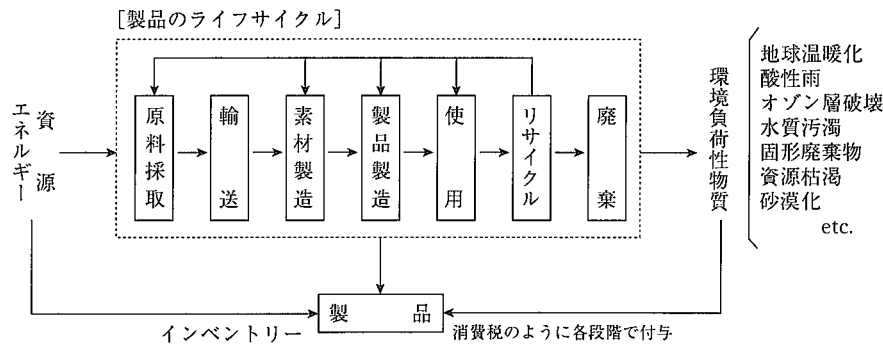 [製品のライフサイクル]
資源
エネルギー
原料採取
輸送
素材製造
製品製造
使用
リサイクル
廃棄
環境負荷性物質
地球温暖化
酸性雨
オゾン層破壊
水質汚濁
固形廃棄物
資源枯渇
砂漠化
etc.
製品
インベントリー
消費税のように各段階で付与